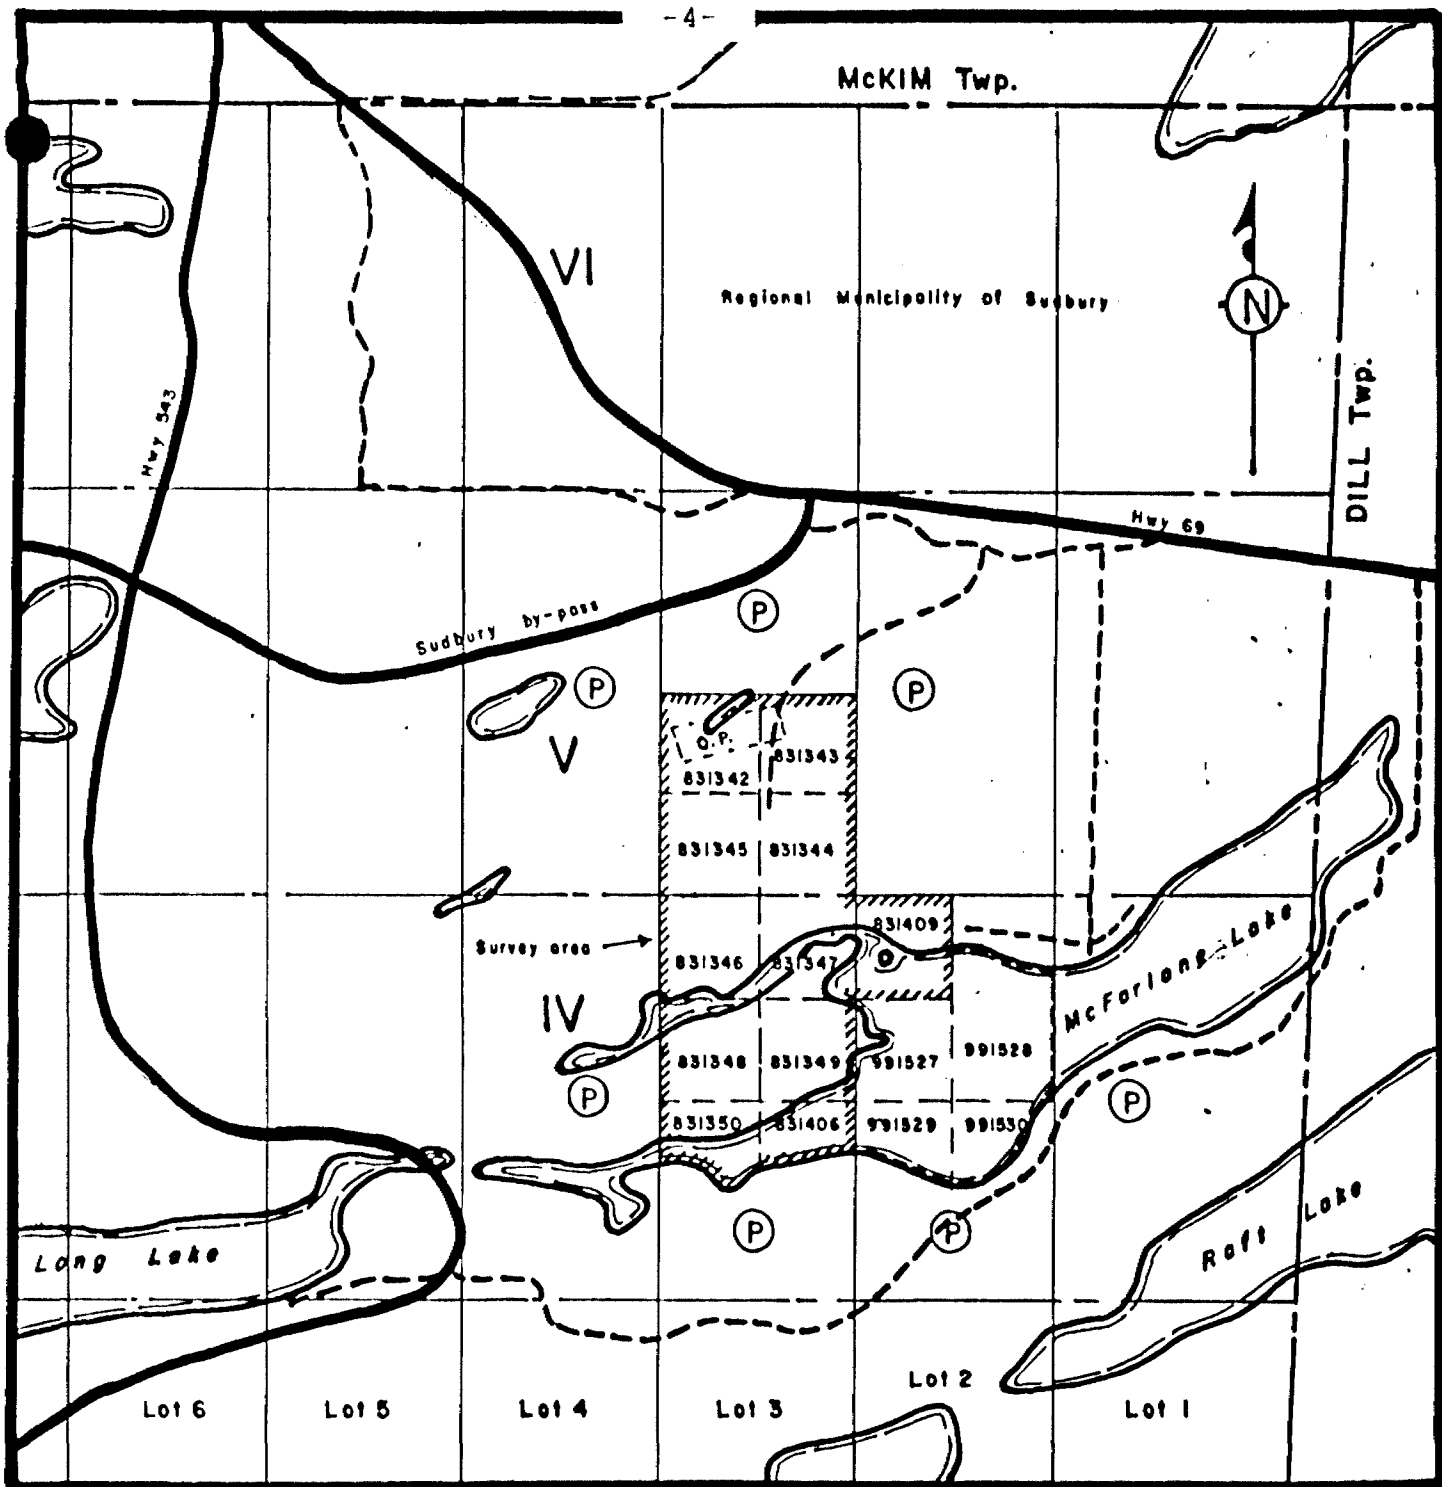 -4-
McKIM Twp.
VI
Regional Municipality of Sudbury
N
Hwy 543
DILL Twp.
Hwy 69
Sudbury by-pass
P
P
P
V
O.P.
831343
831342
831345
831344
831409
Survey area
831346
831347
McFarlane Lake
IV
831348
831349
991527
991528
P
P
831350
831406
991529
991530
Long Lake
P
P
Raft Lake
Lot 6
Lot 5
Lot 4
Lot 3
Lot 2
Lot 1